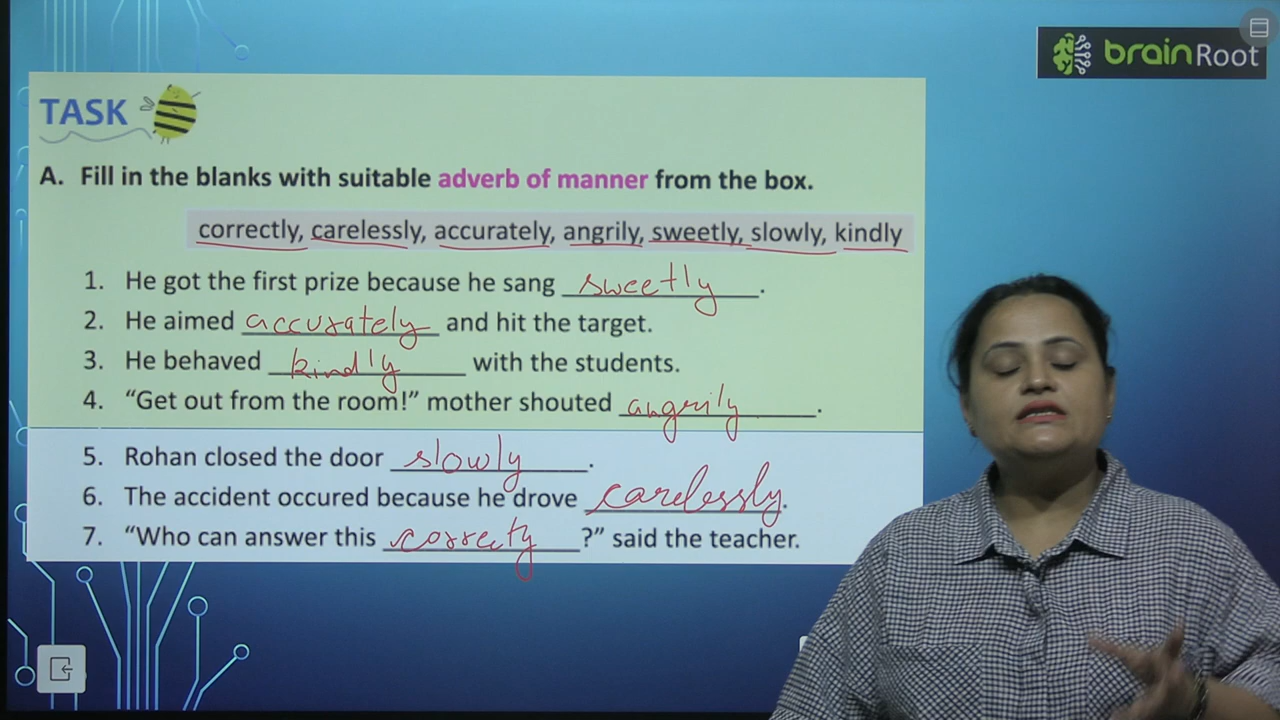 brainRoot
TASK
A. Fill in the blanks with suitable adverb of manner from the box.
correctly, carelessly, accurately, angrily, sweetly, slowly, kindly
1. He got the first prize because he sang sweetly.
2. He aimed accurately and hit the target.
3. He behaved kindly with the students.
4. “Get out from the room!” mother shouted angrily.
5. Rohan closed the door slowly.
6. The accident occured because he drove carelessly.
7. “Who can answer this correcty?” said the teacher.